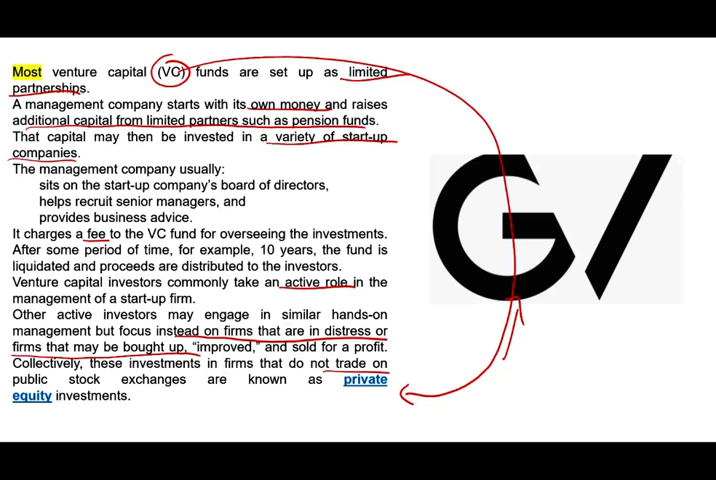 Most venture capital (VC) funds are set up as limited
partnerships.
A management company starts with its own money and raises
additional capital from limited partners such as pension funds.
That capital may then be invested in a variety of start-up
companies.
The management company usually:
sits on the start-up company's board of directors,
helps recruit senior managers, and
provides business advice.
It charges a fee to the VC fund for overseeing the investments.
After some period of time, for example, 10 years, the fund is
liquidated and proceeds are distributed to the investors.
Venture capital investors commonly take an active role in the
management of a start-up firm.
Other active investors may engage in similar hands-on
management but focus instead on firms that are in distress or
firms that may be bought up, "improved," and sold for a profit.
Collectively, these investments in firms that do not trade on
public stock exchanges are known as private
equity investments.
GV